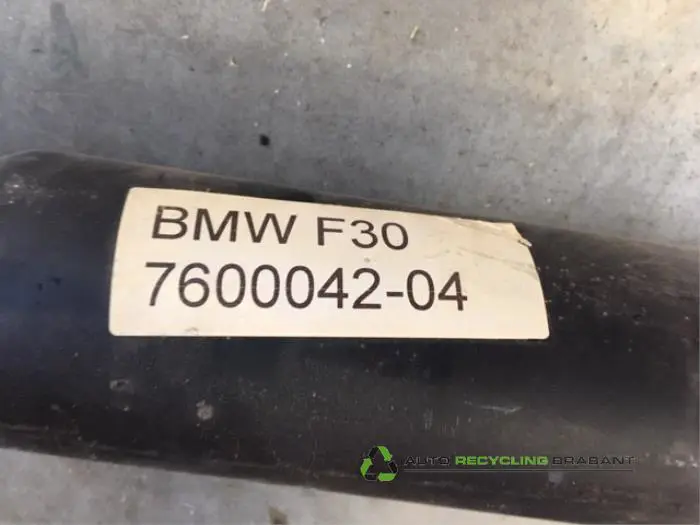 BMW F30
7600042-04
AUTO RECYCLING BRABANT